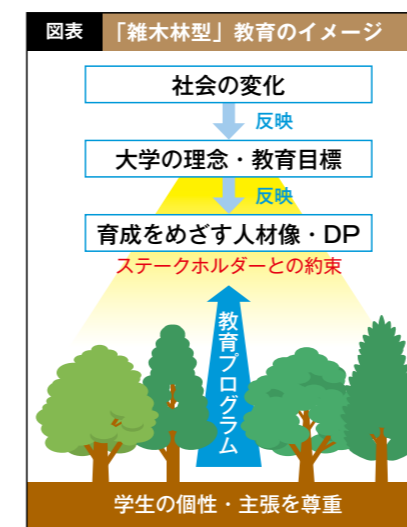 図表 「雑木林型」教育のイメージ
社会の変化
反映
大学の理念・教育目標
反映
育成をめざす人材像・DP
ステークホルダーとの約束
教育プログラム
学生の個性・主張を尊重